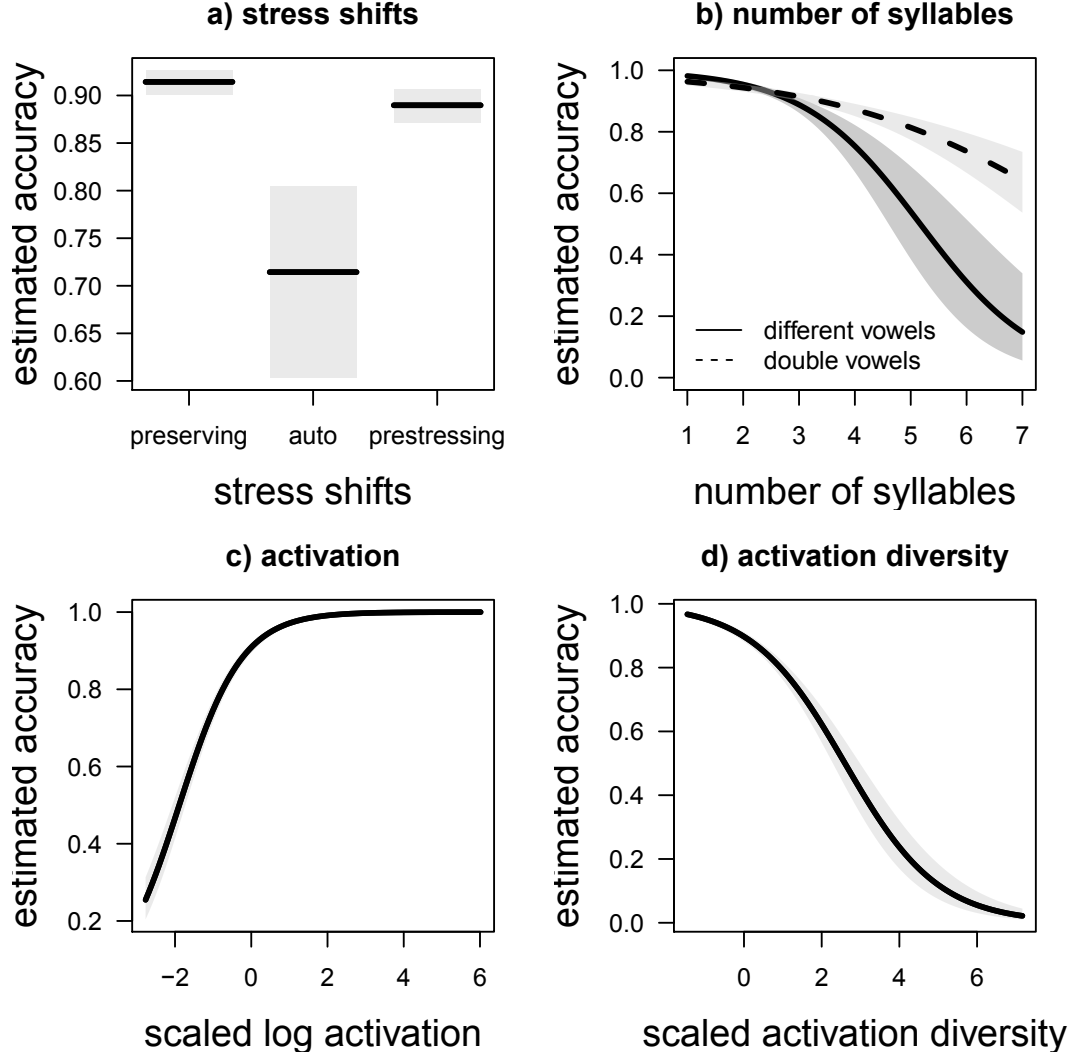 a) stress shifts
estimated accuracy
0.90
0.85
0.80
0.75
0.70
0.65
0.60
preserving auto prestressing
stress shifts
b) number of syllables
estimated accuracy
1.0
0.8
0.6
0.4
0.2
0.0
different vowels
double vowels
1 2 3 4 5 6 7
number of syllables
c) activation
estimated accuracy
1.0
0.8
0.6
0.4
0.2
−2 0 2 4 6
scaled log activation
d) activation diversity
estimated accuracy
1.0
0.8
0.6
0.4
0.2
0.0
0 2 4 6
scaled activation diversity